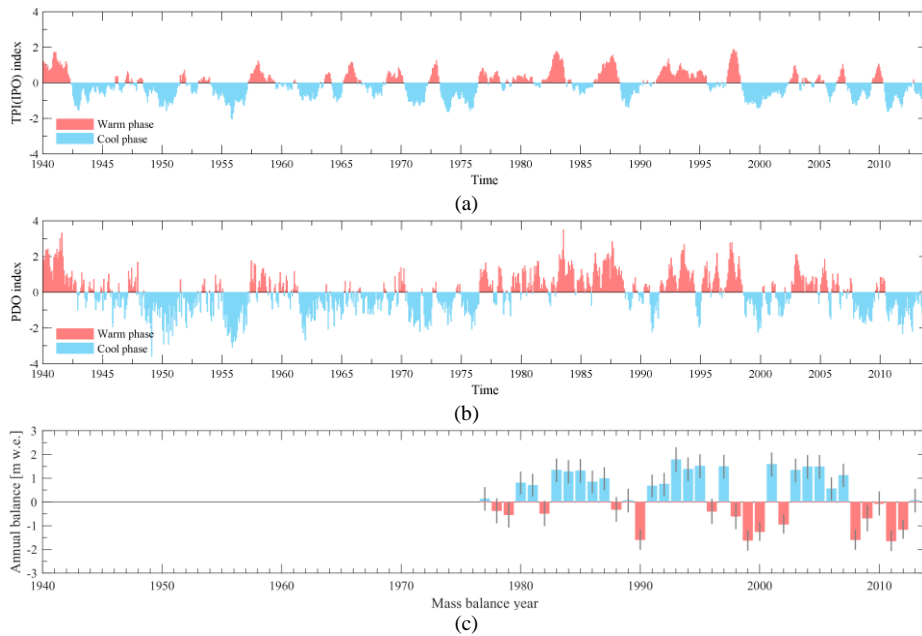 4
2
0
-2
-4
TPI(IPO) index
Warm phase
Cool phase
1940 1945 1950 1955 1960 1965 1970 1975 1980 1985 1990 1995 2000 2005 2010
Time
(a)
4
2
0
-2
-4
PDO index
Warm phase
Cool phase
1940 1945 1950 1955 1960 1965 1970 1975 1980 1985 1990 1995 2000 2005 2010
Time
(b)
3
2
1
0
-1
-2
-3
Annual balance [m w.e.]
1940 1950 1960 1970 1980 1990 2000 2010
Mass balance year
(c)